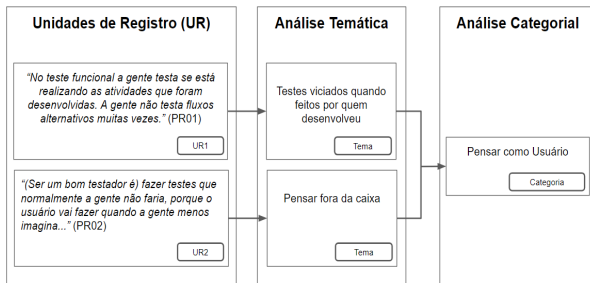 Unidades de Registro (UR)
"No teste funcional a gente testa se está
realizando as atividades que foram
desenvolvidas. A gente não testa fluxos
alternativos muitas vezes." (PR01)
UR1
"(Ser um bom testador é) fazer testes que
normalmente a gente não faria, porque o
usuário vai fazer quando a gente menos
imagina..." (PR02)
UR2
Análise Temática
Testes viciados quando
feitos por quem
desenvolveu
Tema
Pensar fora da caixa
Tema
Análise Categorial
Pensar como Usuário
Categoria